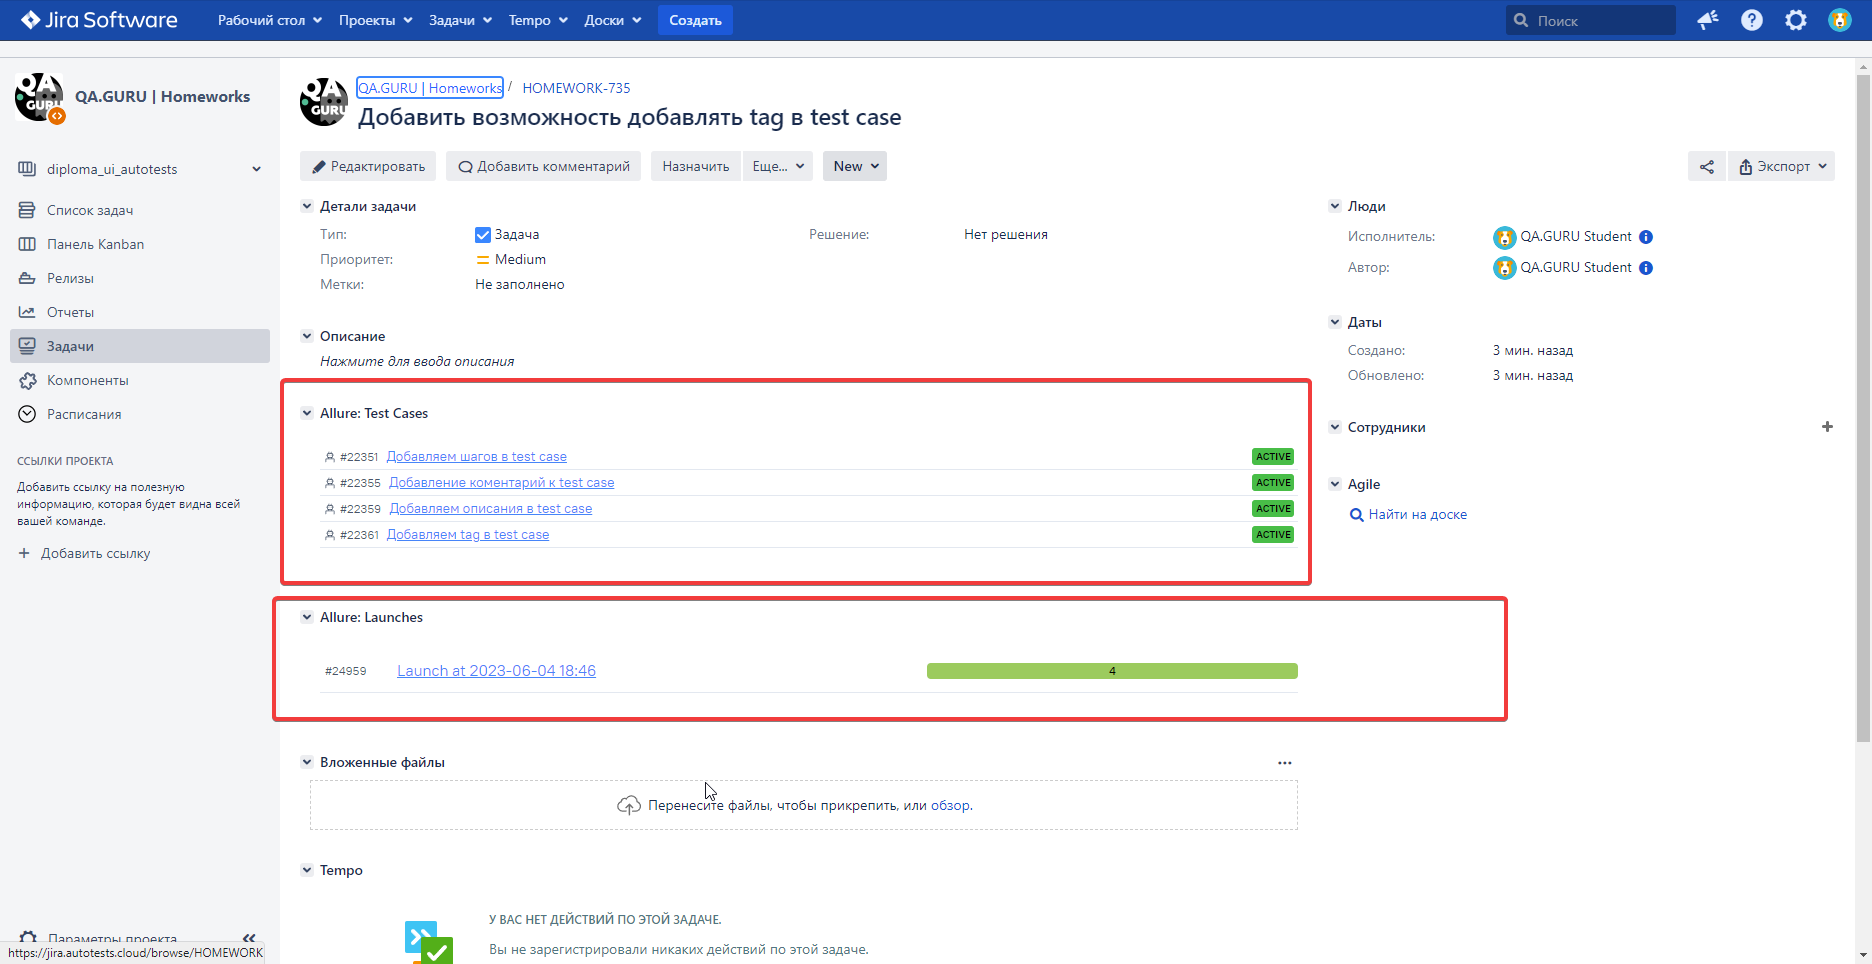 Jira Software
Рабочий стол
Проекты
Задачи
Tempo
Доски
Создать
Поиск
QA.GURU | Homeworks
diploma_ui_autotests
Список задач
Панель Kanban
Релизы
Отчеты
Задачи
Компоненты
Расписания
ССЫЛКИ ПРОЕКТА
Добавить ссылку на полезную
информацию, которая будет видна всей
вашей команде.
+ Добавить ссылку
Параметры проекта
https://jira.autotests.cloud/browse/HOMEWORK
QA
GURU
QA.GURU | Homeworks / HOMEWORK-735
Добавить возможность добавлять tag в test case
Редактировать
Добавить комментарий
Назначить
Еще...
New
Экспорт
Детали задачи
Тип: Задача
Решение: Нет решения
Приоритет: Medium
Метки: Не заполнено
Описание
Нажмите для ввода описания
Allure: Test Cases
#22351 Добавляем шагов в test case ACTIVE
#22355 Добавление коментарий к test case ACTIVE
#22359 Добавляем описания в test case ACTIVE
#22361 Добавляем tag в test case ACTIVE
Allure: Launches
#24959 Launch at 2023-06-04 18:46 4
Вложенные файлы
Перенесите файлы, чтобы прикрепить, или обзор.
Tempo
У ВАС НЕТ ДЕЙСТВИЙ ПО ЭТОЙ ЗАДАЧЕ.
Вы не зарегистрировали никаких действий по этой задаче.
Люди
Исполнитель: QA.GURU Student
Автор: QA.GURU Student
Даты
Создано: 3 мин. назад
Обновлено: 3 мин. назад
Сотрудники
Agile
Найти на доске